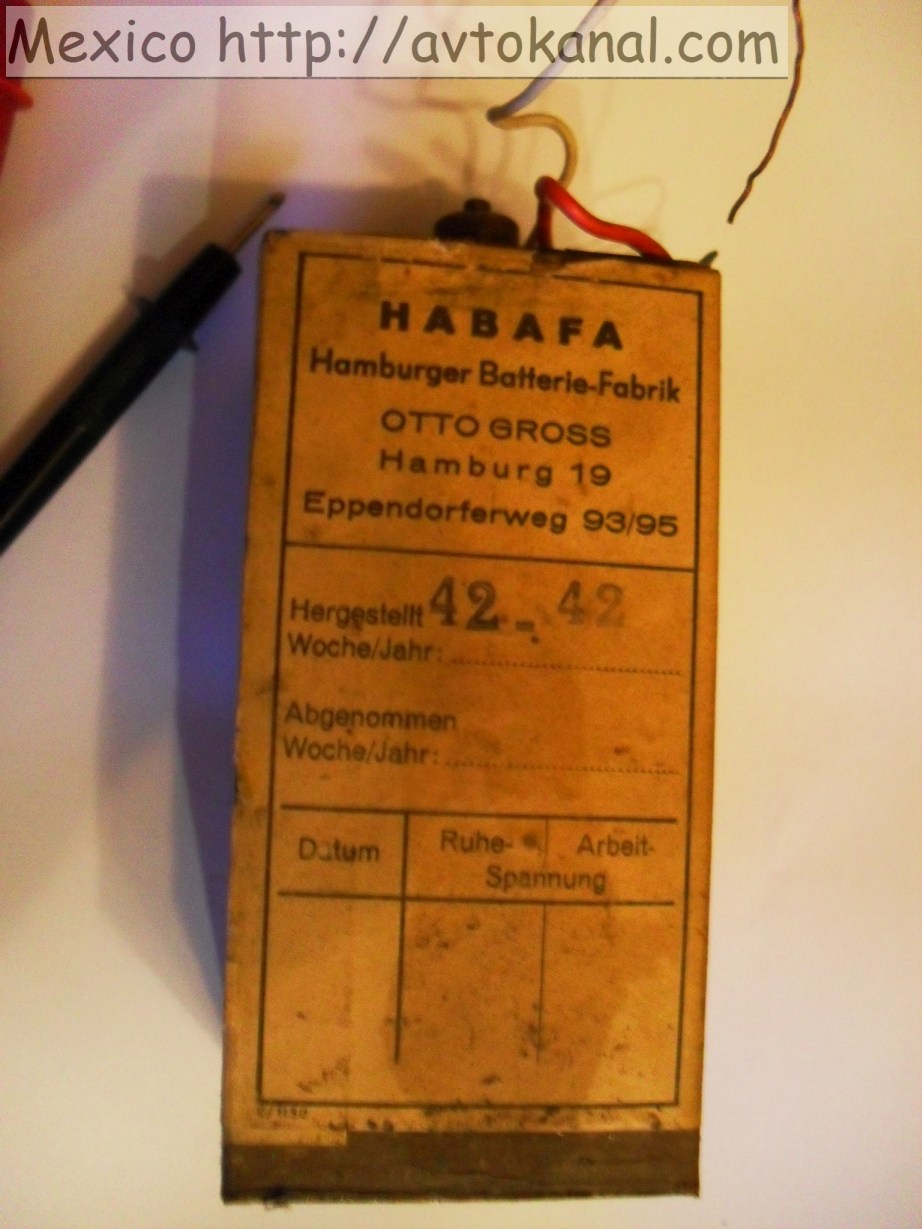 Mexico http://avtokanal.com
HABAFA
Hamburger Batterie-Fabrik
OTTO GROSS
Hamburg 19
Eppendorferweg 93/95
Hergestellt 42 - 42
Woche/Jahr:
Abgenommen
Woche/Jahr:
Datum Ruhe- Arbeit-
Spannung